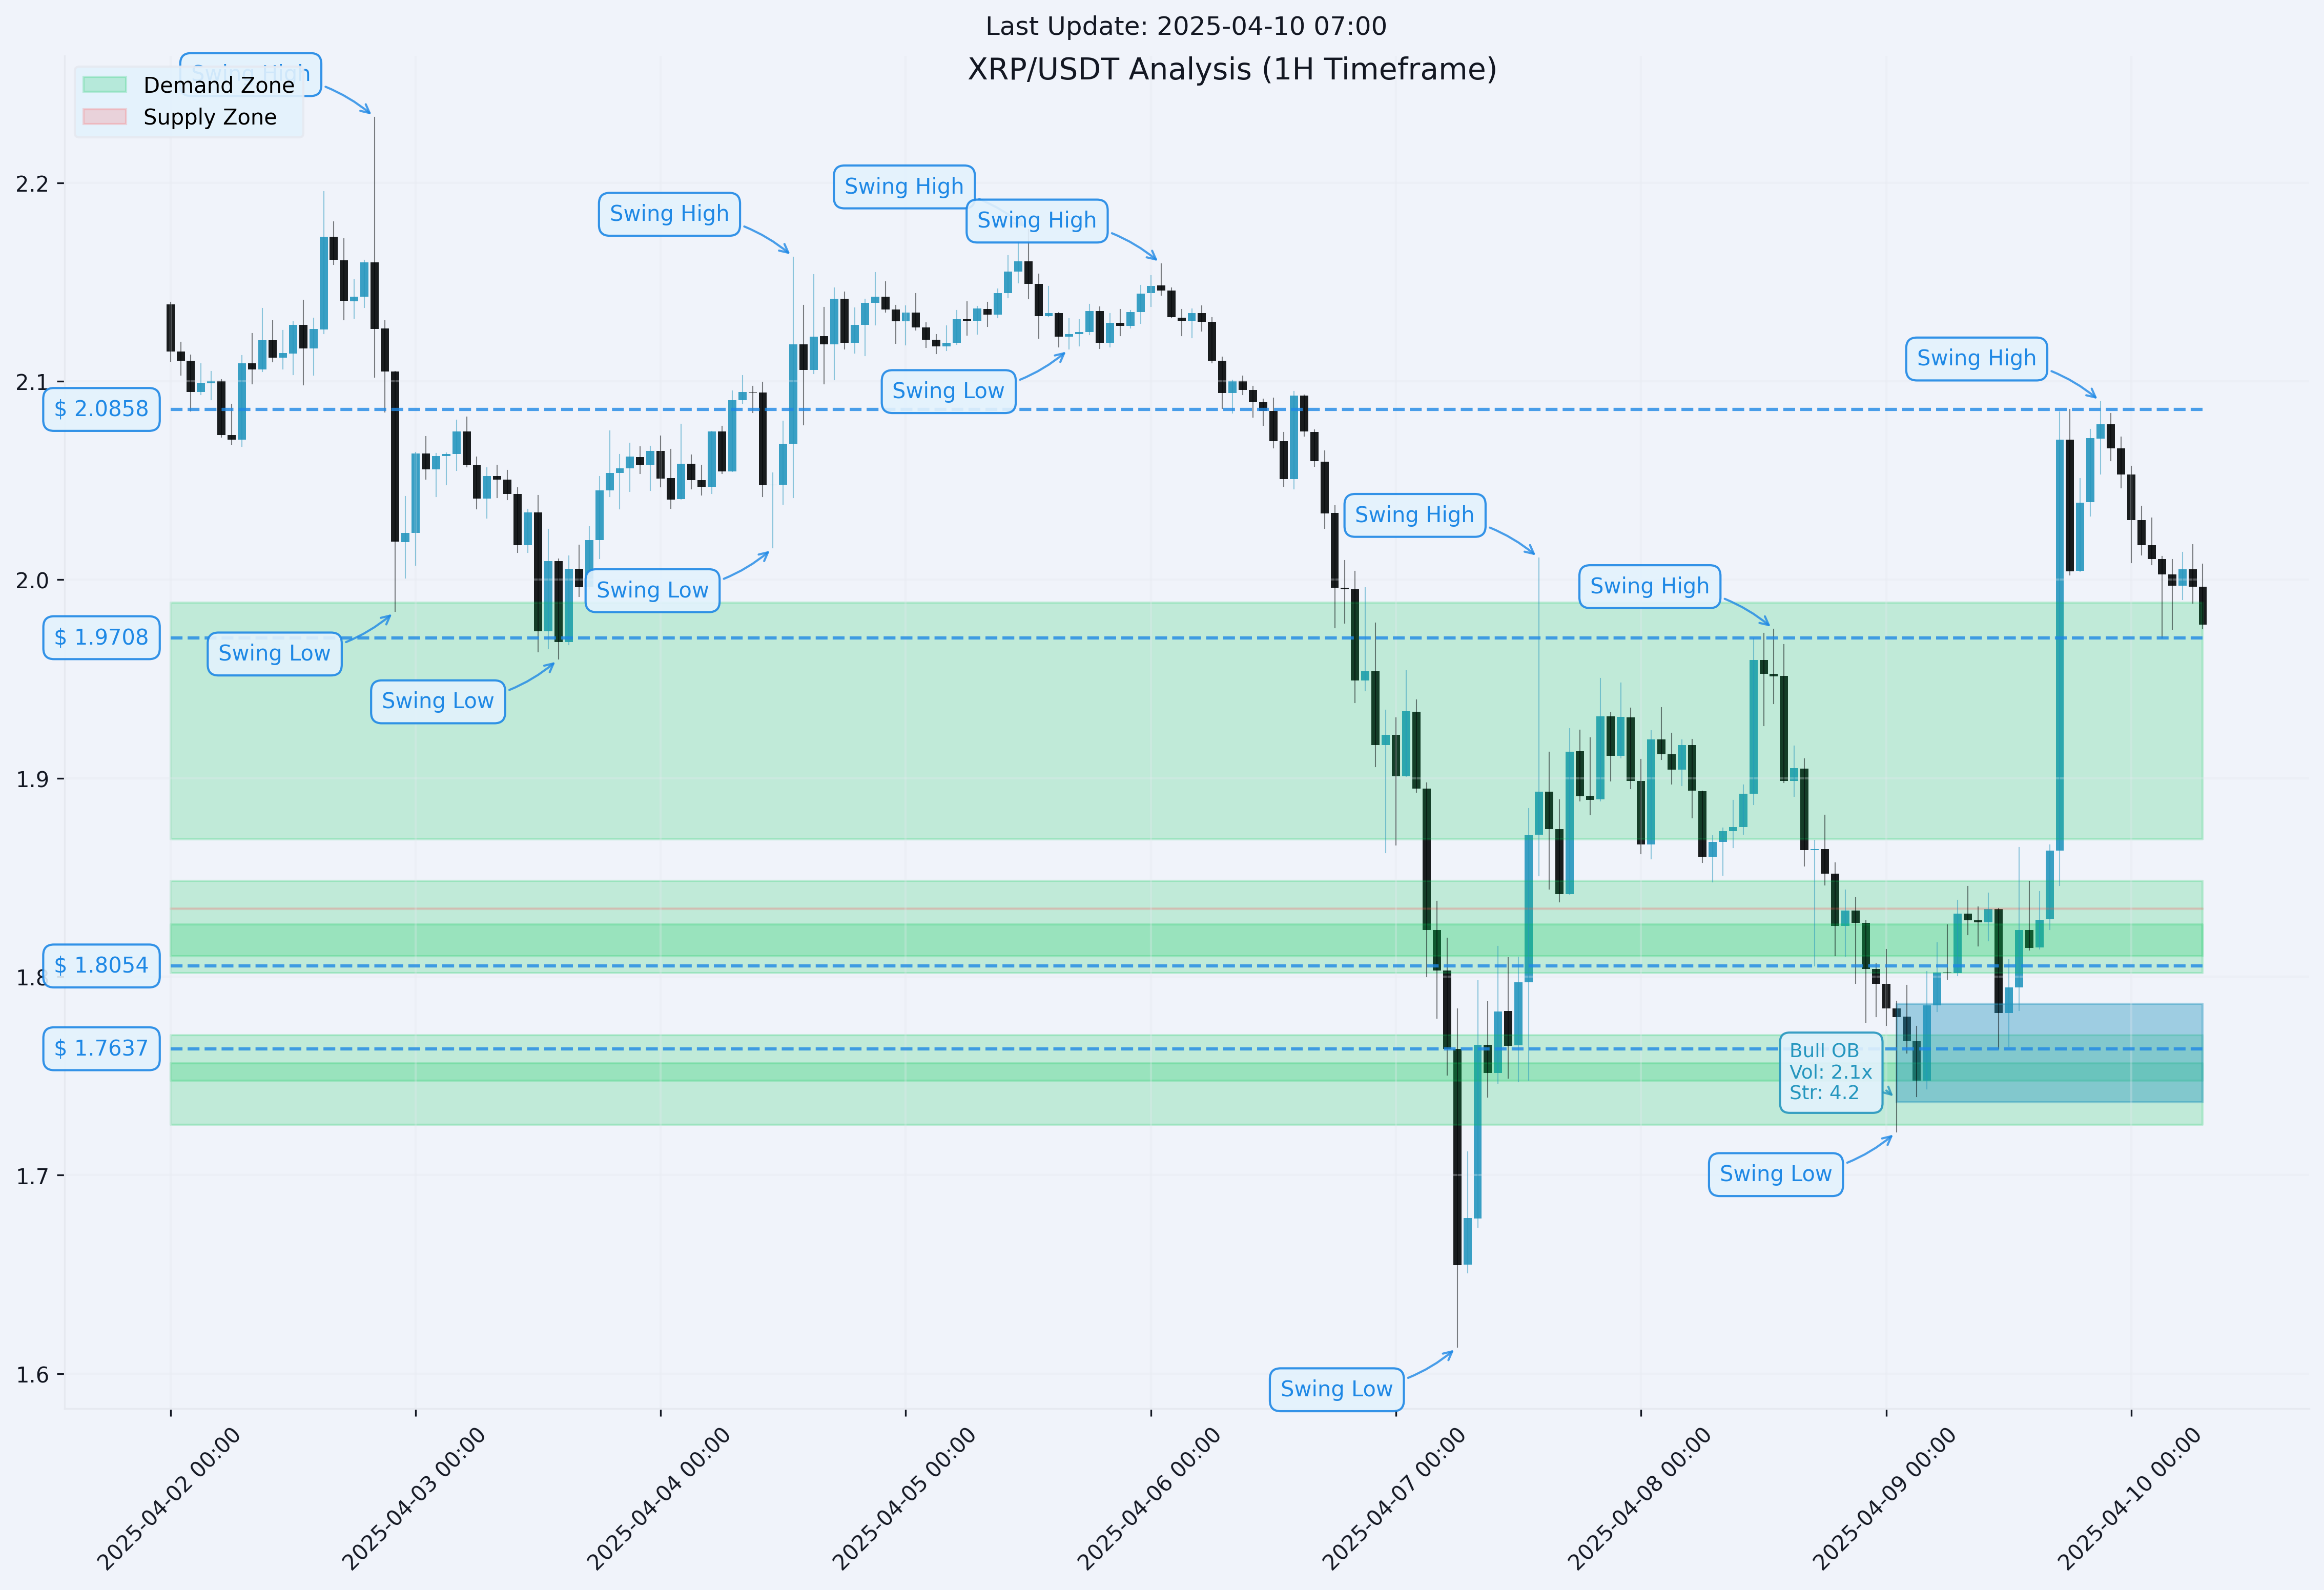 Last Update: 2025-04-10 07:00
XRP/USDT Analysis (1H Timeframe)
Swing High
Demand Zone
Supply Zone
Swing High
Swing High
Swing High
Swing Low
Swing High
Swing High
Swing High
Swing Low
Swing Low
Swing Low
Bull OB
Vol: 2.1x
Str: 4.2
Swing Low
Swing Low
2.2
2.1
$ 2.0858
2.0
$ 1.9708
1.9
$ 1.8054
1.8
$ 1.7637
1.7
1.6
2025-04-02 00:00
2025-04-03 00:00
2025-04-04 00:00
2025-04-05 00:00
2025-04-06 00:00
2025-04-07 00:00
2025-04-08 00:00
2025-04-09 00:00
2025-04-10 00:00